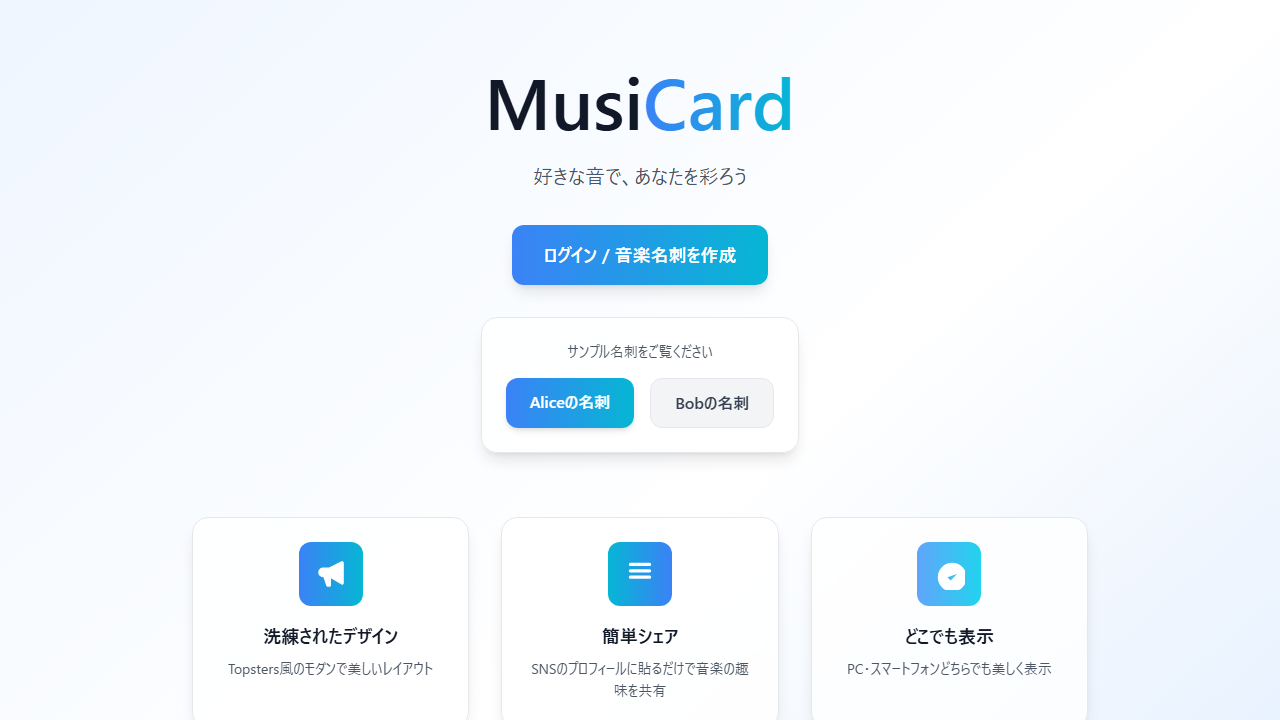 MusiCard
好きな音で、あなたを彩ろう
ログイン / 音楽名刺を作成
サンプル名刺をご覧ください
Aliceの名刺
Bobの名刺
洗練されたデザイン
Topsters風のモダンで美しいレイアウト
簡単シェア
SNSのプロフィールに貼るだけで音楽の趣
味を共有
どこでも表示
PC・スマートフォンどちらでも美しく表示